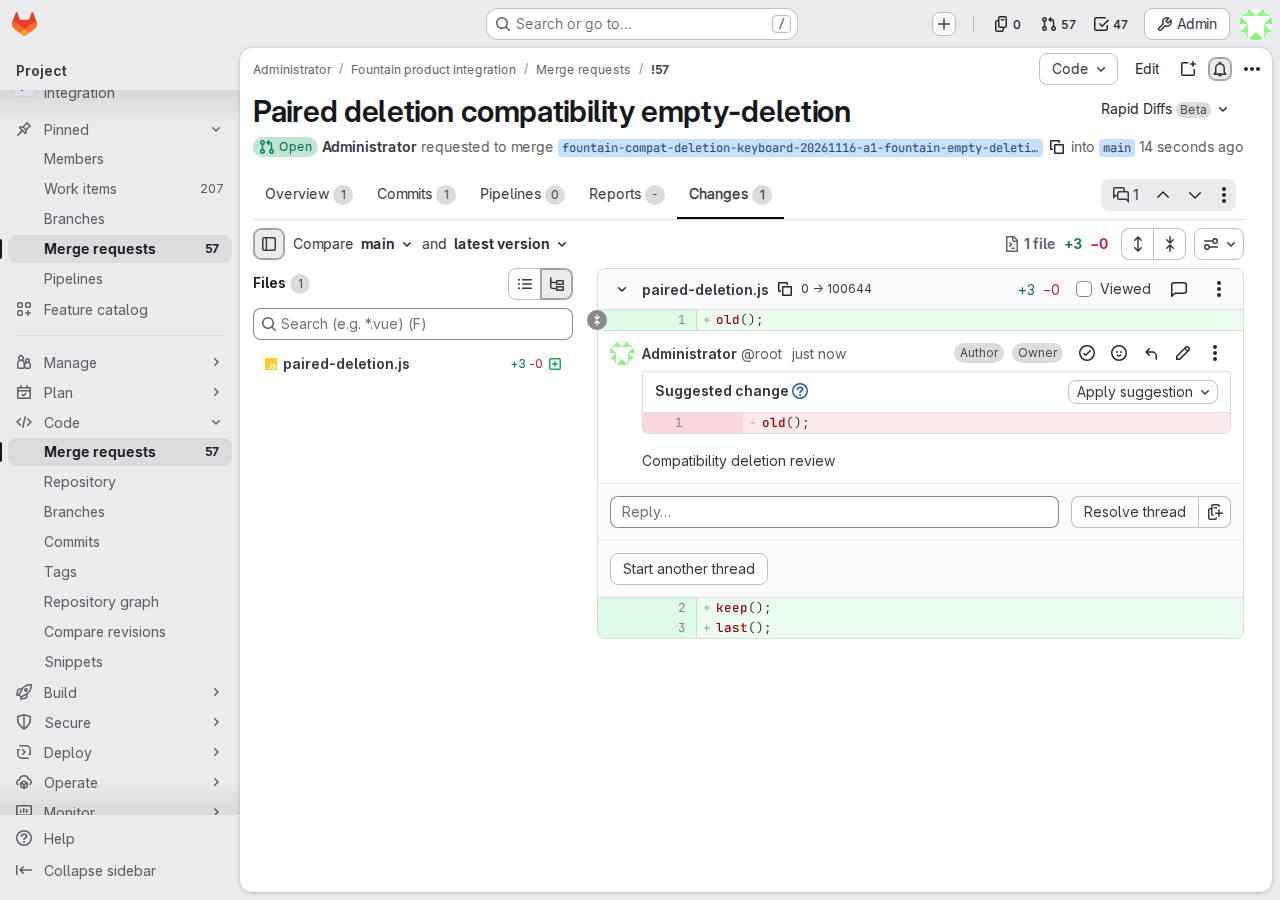 Search or go to... /
0 57 47 Admin
Project
integration
Pinned
Members
Work items 207
Branches
Merge requests 57
Pipelines
Feature catalog
Manage
Plan
Code
Merge requests 57
Repository
Branches
Commits
Tags
Repository graph
Compare revisions
Snippets
Build
Secure
Deploy
Operate
Monitor
Help
Collapse sidebar
Administrator / Fountain product integration / Merge requests / !57
Code Edit
Paired deletion compatibility empty-deletion
Rapid Diffs Beta
Open Administrator requested to merge fountain-compat-deletion-keyboard-20261116-a1-fountain-empty-deleti… into main 14 seconds ago
Overview 1 Commits 1 Pipelines 0 Reports - Changes 1
1
Compare main and latest version
1 file +3 −0
Files 1
Search (e.g. *.vue) (F)
JS paired-deletion.js +3 -0
paired-deletion.js 0 → 100644 +3 −0 Viewed
1 + old();
Administrator @root just now Author Owner
Suggested change Apply suggestion
1 - old();
Compatibility deletion review
Reply…
Resolve thread
Start another thread
2 + keep();
3 + last();